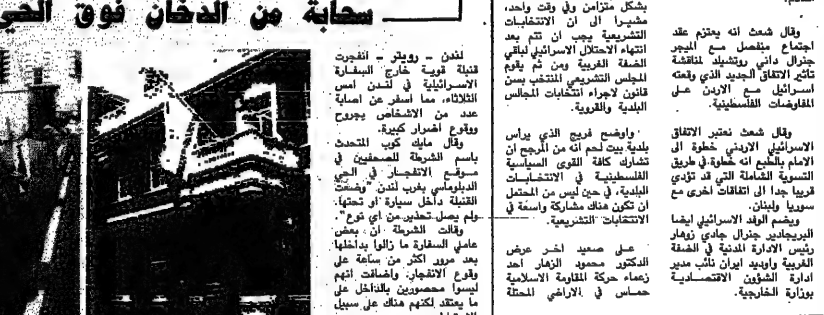 سحابة من الدخان فوق الحي
وقال شعث انه يعتزم عقد
اجتماع منفصل مع الميجر
جنرال داني روتشيلد لمناقشة
تأثير الاتفاق الجديد الذي وقعته
اسرائيل مع الاردن على
المفاوضات الفلسطينية.
وقال شعث نعتبر الاتفاق
الاسرائيلي الاردني خطوة الى
الامام بالطبع انه خطوة في طريق
التسوية الشاملة التي قد تؤدي
قريبا جدا الى اتفاقات اخرى مع
سوريا ولبنان.
ويضم الوفد الاسرائيلي ايضا
البريجادير جنرال جادي زوهار
رئيس الادارة المدنية في الضفة
الغربية واوديد ايران نائب مدير
ادارة الشؤون الاقتصادية
بوزارة الخارجية.
بشكل متزامن وفي وقت واحد،
مشيرا الى ان الانتخابات
التشريعية يجب ان تتم بعد
انتهاء الاحتلال الاسرائيلي لباقي
الضفة الغربية ومن ثم يقوم
المجلس التشريعي المنتخب بسن
قانون لاجراء انتخابات المجالس
البلدية والقروية.
واوضح فريج الذي يرأس
بلدية بيت لحم انه من المرجح ان
تشارك كافة القوى السياسية
الفلسطينية في الانتخابات
البلدية، في حين ليس من المحتمل
ان تكون هناك مشاركة واسعة في
الانتخابات التشريعية.
على صعيد اخر عرض
الدكتور محمود الزهار احد
زعماء حركة المقاومة الاسلامية
حماس في الاراضي المحتلة
لندن - رويتر - انفجرت
قنبلة قوية خارج السفارة
الاسرائيلية في لندن امس
الثلاثاء، مما أسفر عن اصابة
عدد من الاشخاص بجروح
ووقوع اضرار كبيرة.
وقال مايك كوب المتحدث
باسم الشرطة للصحفيين في
موقع الانفجار في الحي
الدبلوماسي بغرب لندن "وضعت
القنبلة داخل سيارة او تحتها.
ولم يصل تحذير من اي نوع".
وقالت الشرطة ان بعض
عاملي السفارة ما زالوا بداخلها
بعد مرور اكثر من ساعة على
وقوع الانفجار. واضافت انهم
ليسوا محصورين بالداخل على
ما يعتقد لكنهم هناك على سبيل